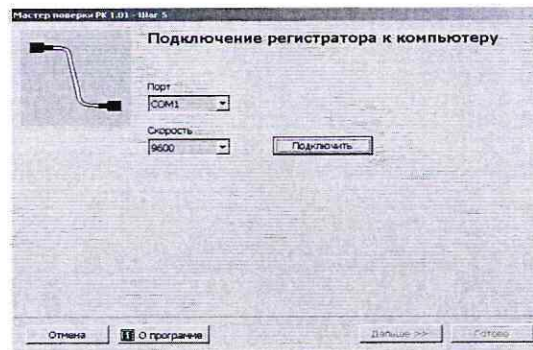 Мастер поверки РК 1.01 - Шаг 5
Подключение регистратора к компьютеру
Порт
COM1
Скорость
9600
Подключить
Отмена
О программе
Дальше >>
Готово